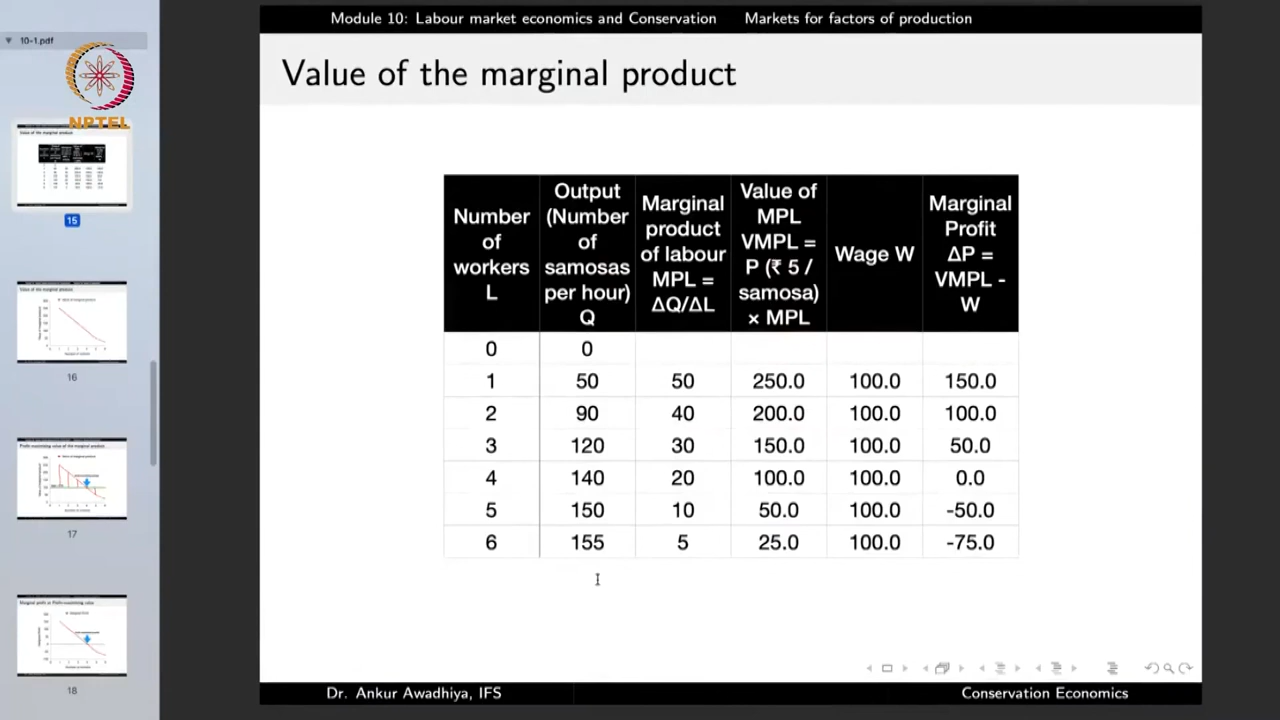 Module 10: Labour market economics and Conservation Markets for factors of production
10-1.pdf
NPTEL
15
16
17
18
Value of the marginal product
Number of workers L
Output (Number of samosas per hour) Q
Marginal product of labour MPL = ΔQ/ΔL
Value of MPL VMPL = P (₹ 5 / samosa) × MPL
Wage W
Marginal Profit ΔP = VMPL - W
0 0
1 50 50 250.0 100.0 150.0
2 90 40 200.0 100.0 100.0
3 120 30 150.0 100.0 50.0
4 140 20 100.0 100.0 0.0
5 150 10 50.0 100.0 -50.0
6 155 5 25.0 100.0 -75.0
Dr. Ankur Awadhiya, IFS Conservation Economics